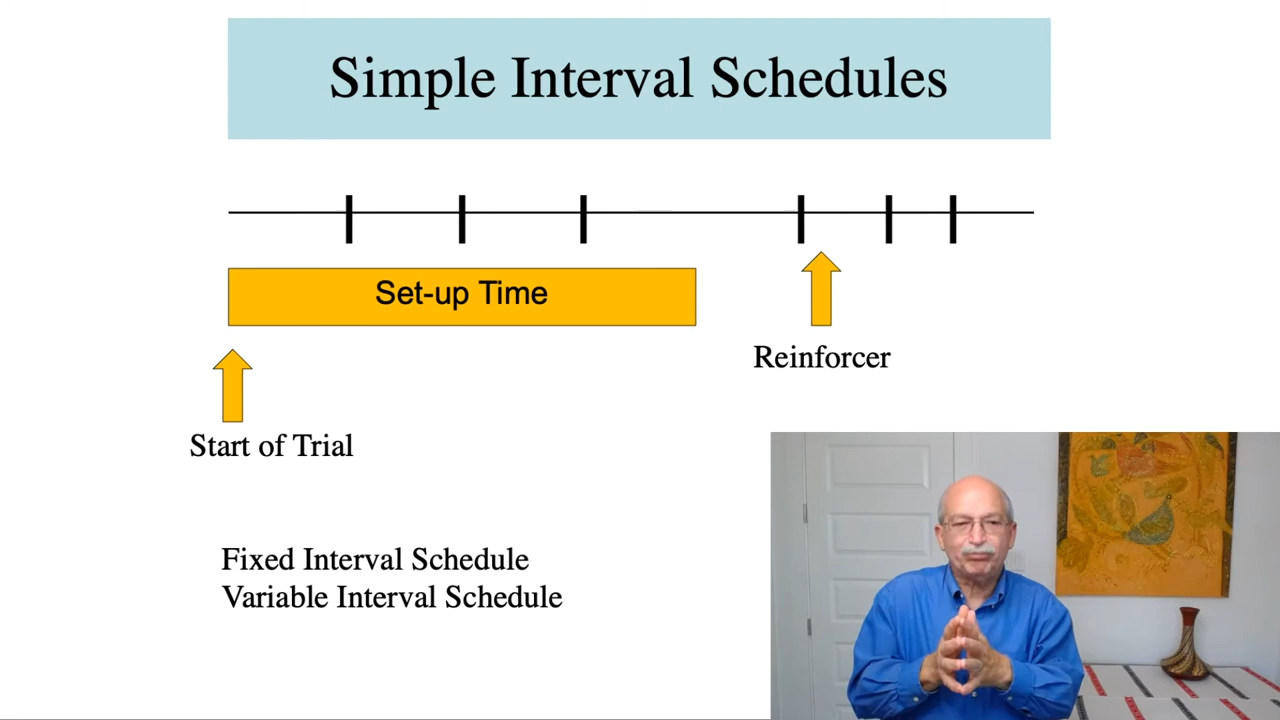 Simple Interval Schedules
Set-up Time
Reinforcer
Start of Trial
Fixed Interval Schedule
Variable Interval Schedule